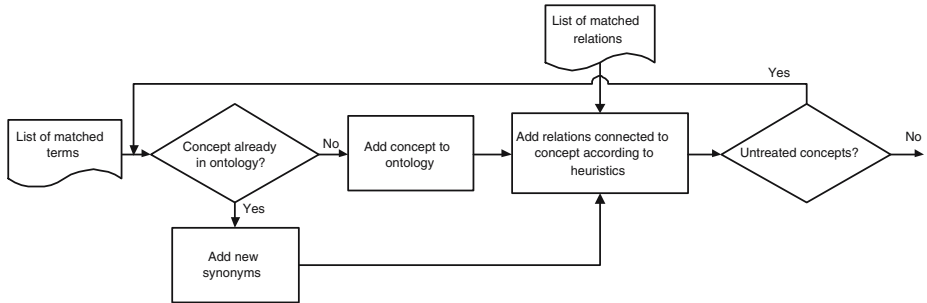 List of matched
relations
Yes
List of matched
terms
Concept already
in ontology?
No
Add concept to
ontology
Add relations connected to
concept according to
heuristics
Untreated concepts?
No
Yes
Add new
synonyms